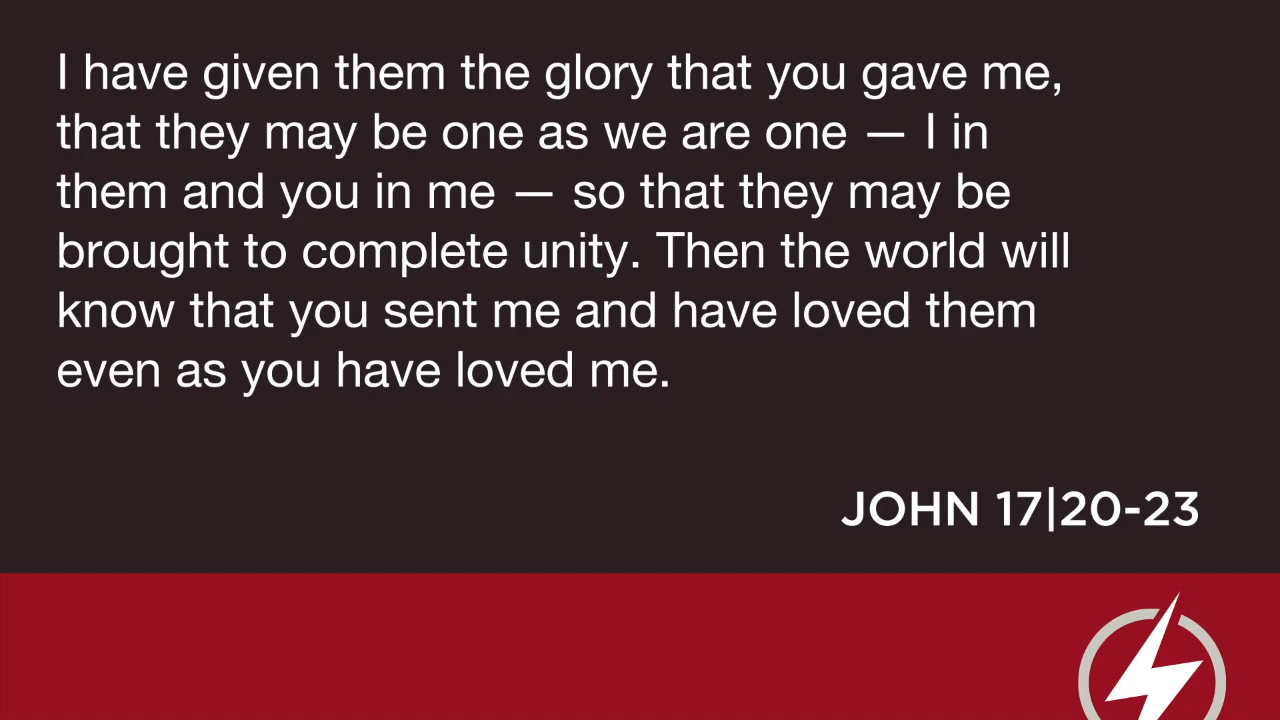 I have given them the glory that you gave me,
that they may be one as we are one — I in
them and you in me — so that they may be
brought to complete unity. Then the world will
know that you sent me and have loved them
even as you have loved me.
JOHN 17|20-23